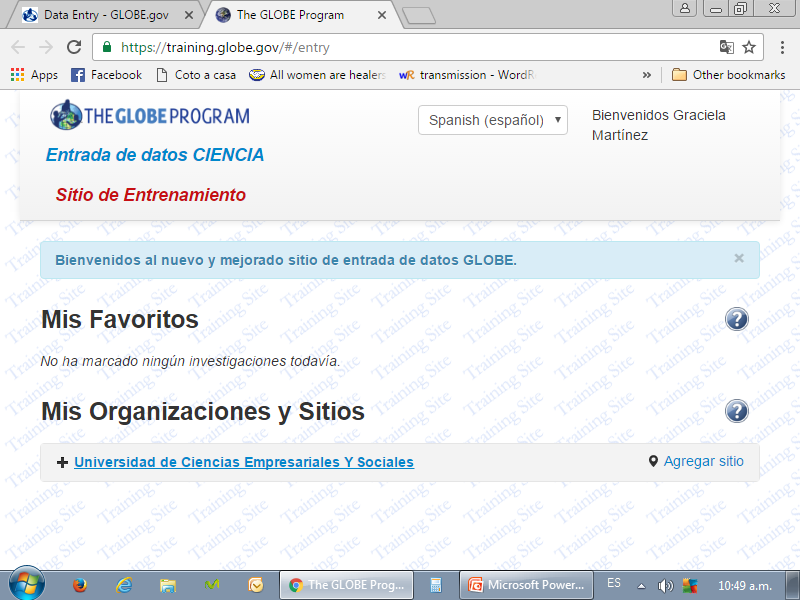 Data Entry - GLOBE.gov
The GLOBE Program
https://training.globe.gov/#/entry
Apps
Facebook
Coto a casa
All women are healers
transmission - WordR
»
Other bookmarks
THE GLOBE PROGRAM
Spanish (español)
Bienvenidos Graciela
Martínez
Entrada de datos CIENCIA
Sitio de Entrenamiento
Bienvenidos al nuevo y mejorado sitio de entrada de datos GLOBE.
Mis Favoritos
No ha marcado ningún investigaciones todavía.
Mis Organizaciones y Sitios
Universidad de Ciencias Empresariales Y Sociales
Agregar sitio
Training Site
The GLOBE Prog...
Microsoft Power...
ES
10:49 a.m.